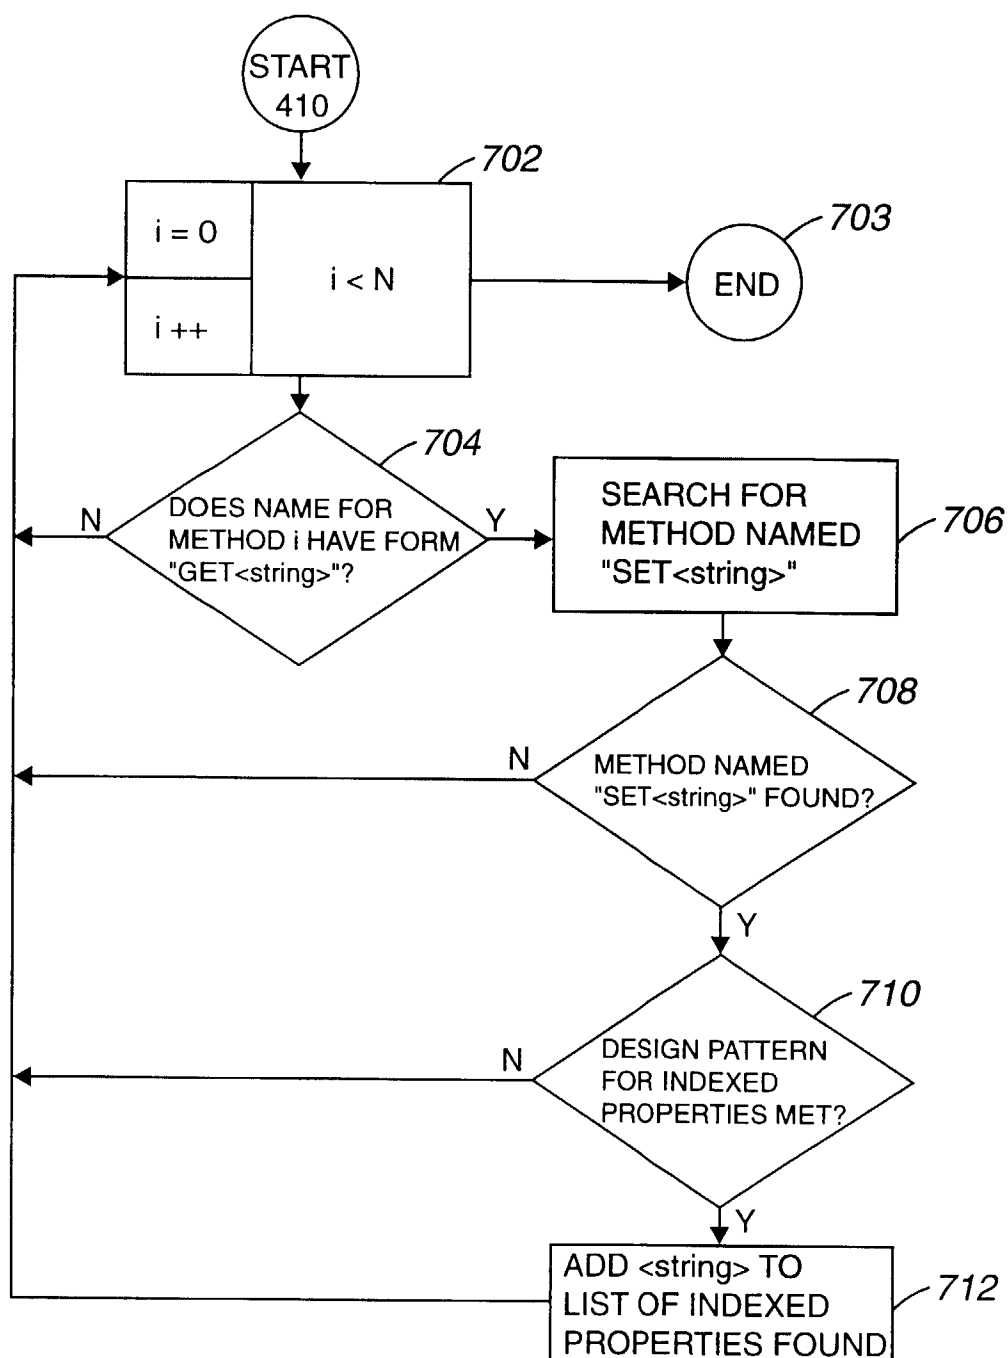 START
410
702
i = 0
i < N
i ++
703
END
704
DOES NAME FOR
METHOD i HAVE FORM
"GET<string>"?
N
Y
SEARCH FOR
METHOD NAMED
"SET<string>"
706
708
N
METHOD NAMED
"SET<string>" FOUND?
Y
710
N
DESIGN PATTERN
FOR INDEXED
PROPERTIES MET?
Y
ADD <string> TO
LIST OF INDEXED
PROPERTIES FOUND
712